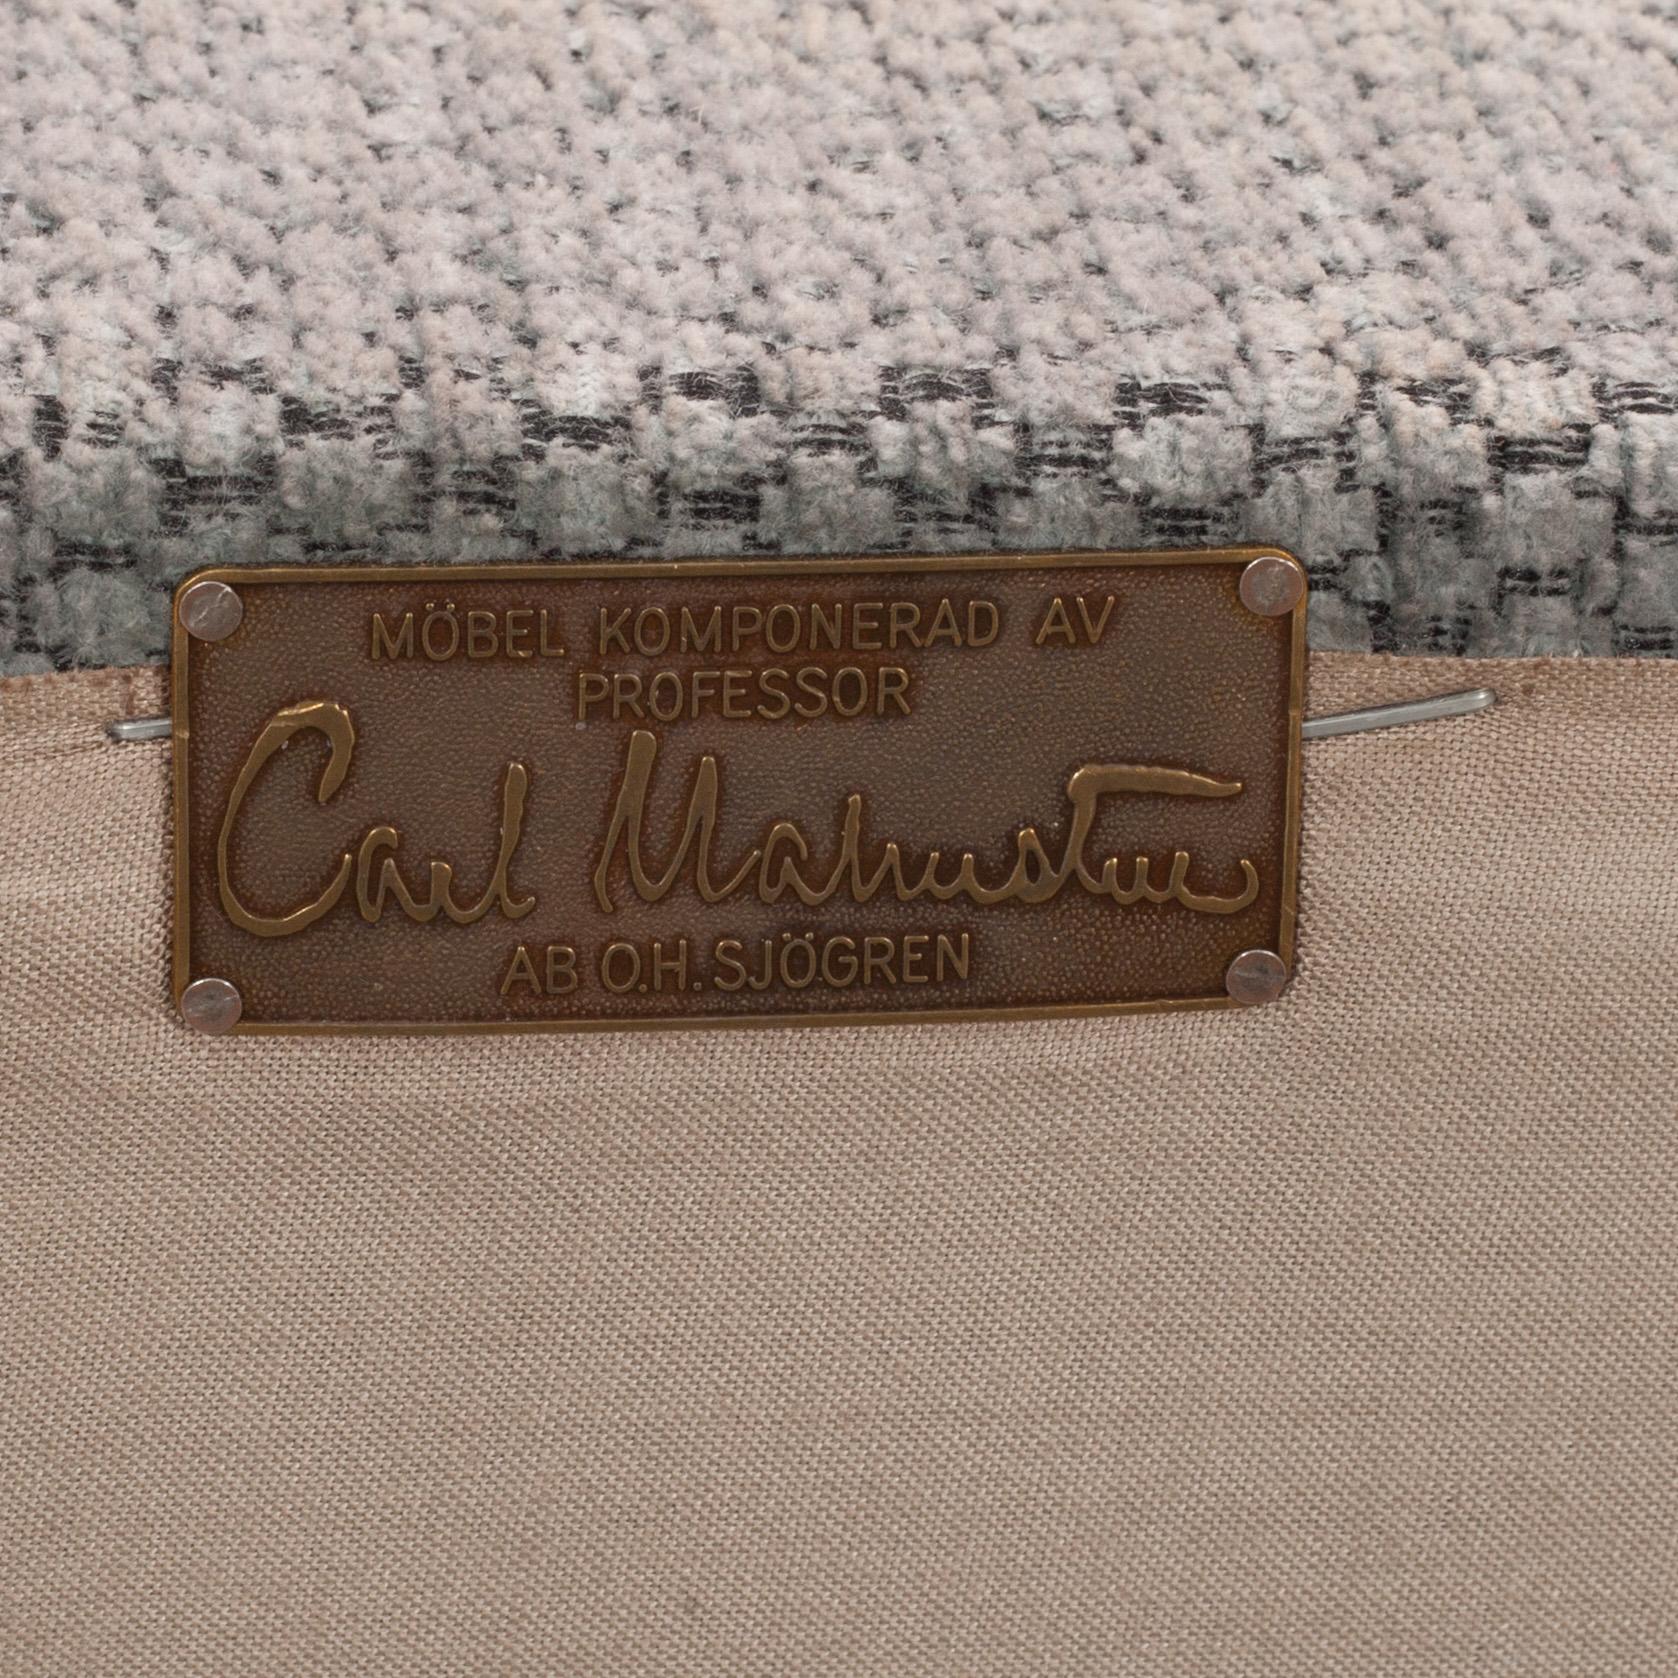 MÖBEL KOMPONERAD AV
PROFESSOR
Carl Malmsten
AB O.H. SJÖGREN